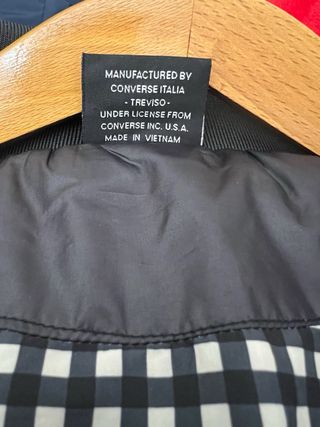 MANUFACTURED BY
CONVERSE ITALIA
- TREVISO -
UNDER LICENSE FROM
CONVERSE INC. U.S.A.
MADE IN VIETNAM